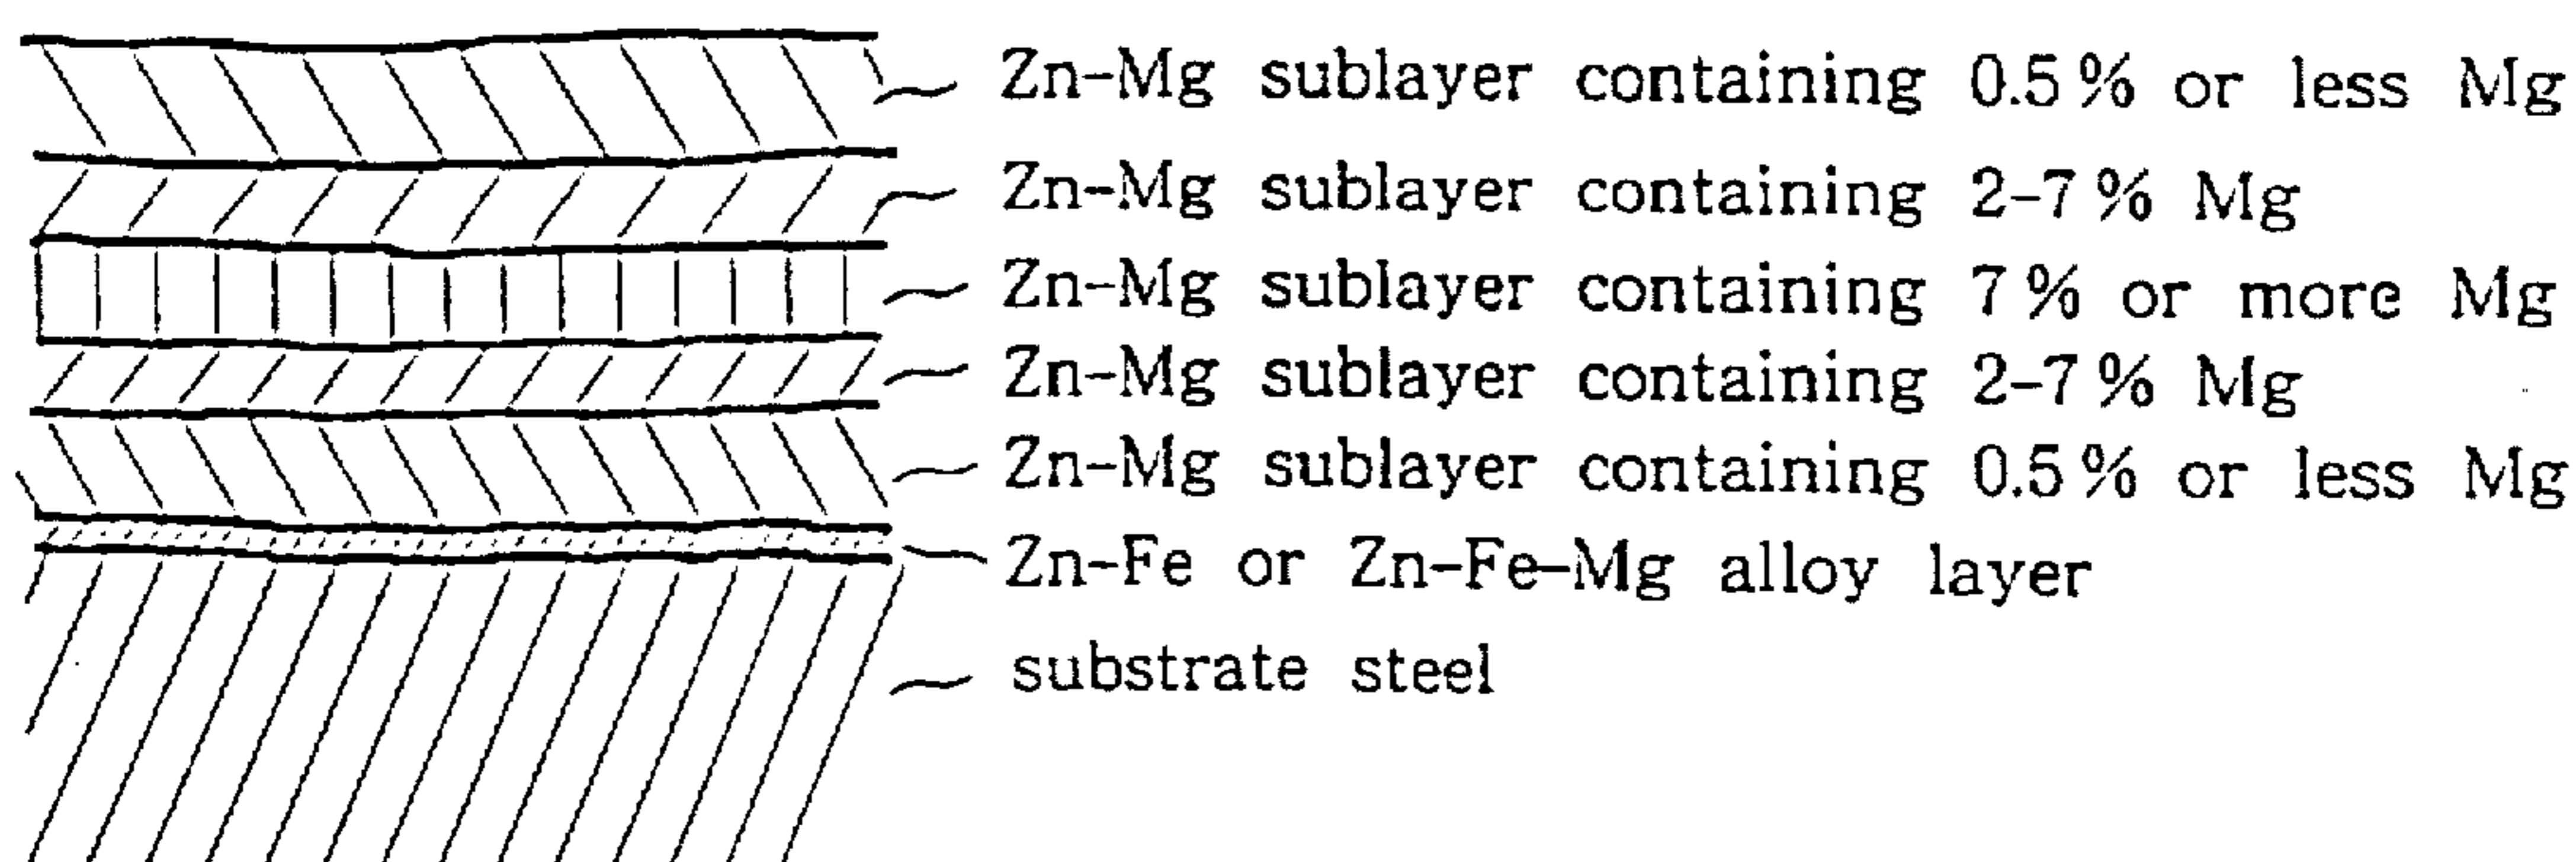 Zn-Mg sublayer containing 0.5% or less Mg
Zn-Mg sublayer containing 2-7% Mg
Zn-Mg sublayer containing 7% or more Mg
Zn-Mg sublayer containing 2-7% Mg
Zn-Mg sublayer containing 0.5% or less Mg
Zn-Fe or Zn-Fe-Mg alloy layer
substrate steel